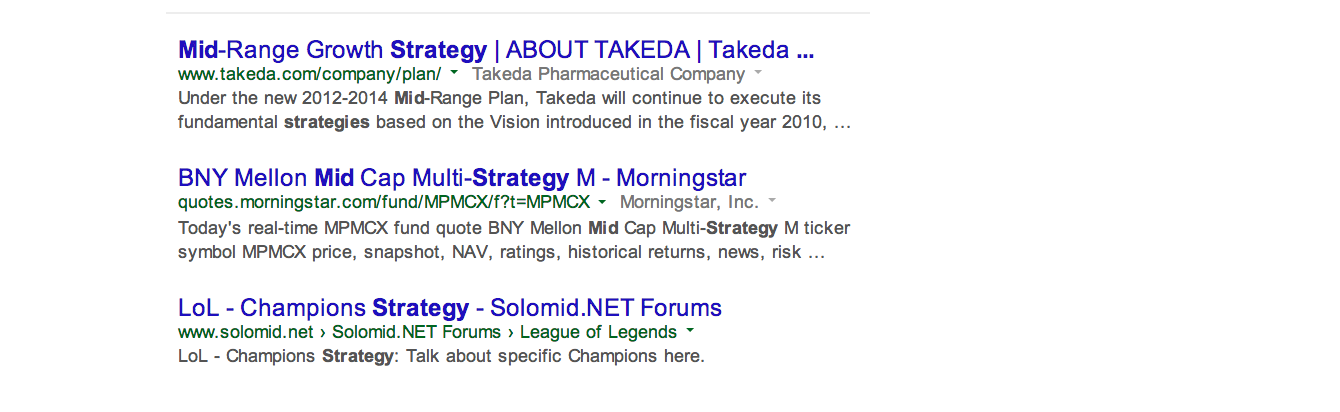 Mid-Range Growth Strategy | ABOUT TAKEDA | Takeda ...
www.takeda.com/company/plan/ Takeda Pharmaceutical Company
Under the new 2012-2014 Mid-Range Plan, Takeda will continue to execute its
fundamental strategies based on the Vision introduced in the fiscal year 2010, ...
BNY Mellon Mid Cap Multi-Strategy M - Morningstar
quotes.morningstar.com/fund/MPMCX/f?t=MPMCX Morningstar, Inc.
Today's real-time MPMCX fund quote BNY Mellon Mid Cap Multi-Strategy M ticker
symbol MPMCX price, snapshot, NAV, ratings, historical returns, news, risk ...
LoL - Champions Strategy - Solomid.NET Forums
www.solomid.net › Solomid.NET Forums › League of Legends
LoL - Champions Strategy: Talk about specific Champions here.